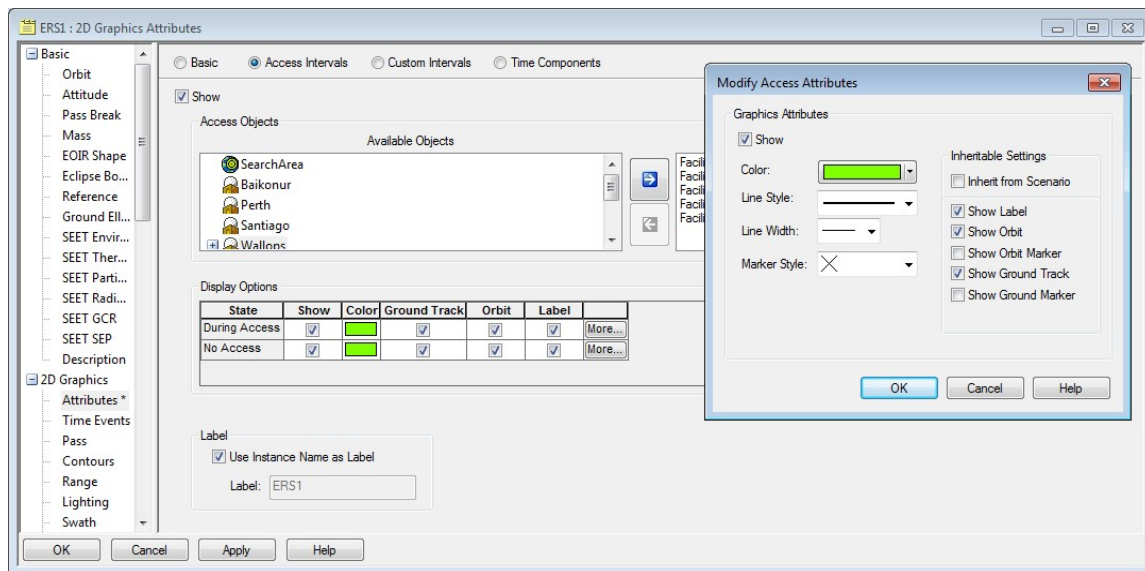 ERS1 : 2D Graphics Attributes
Basic
Orbit
Attitude
Pass Break
Mass
EOIR Shape
Eclipse Bo...
Reference
Ground Ell...
SEET Envir...
SEET Ther...
SEET Parti...
SEET Radi...
SEET GCR
SEET SEP
Description
2D Graphics
Attributes *
Time Events
Pass
Contours
Range
Lighting
Swath
Basic Access Intervals Custom Intervals Time Components
Show
Access Objects
Available Objects
SearchArea
Baikonur
Perth
Santiago
Wallops
Facili
Facili
Facili
Facili
Facili
Display Options
State Show Color Ground Track Orbit Label
During Access More...
No Access More...
Label
Use Instance Name as Label
Label: ERS1
OK Cancel Apply Help
Modify Access Attributes
Graphics Attributes
Show
Color:
Line Style:
Line Width:
Marker Style:
Inheritable Settings
Inherit from Scenario
Show Label
Show Orbit
Show Orbit Marker
Show Ground Track
Show Ground Marker
OK Cancel Help